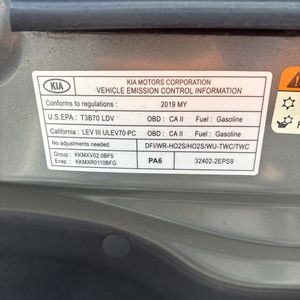 KIA
KIA MOTORS CORPORATION
VEHICLE EMISSION CONTROL INFORMATION
Conforms to regulations : 2019 MY
U.S.EPA : T3B70 LDV OBD : CA II Fuel : Gasoline
California : LEV III ULEV70-PC OBD : CA II Fuel : Gasoline
No adjustments needed. DFI/WR-HO2S/HO2S/WU-TWC/TWC
Group : KKMXV02.0BF5 PA6 32402-2EPS9
Evap : KKMXR0110BFG